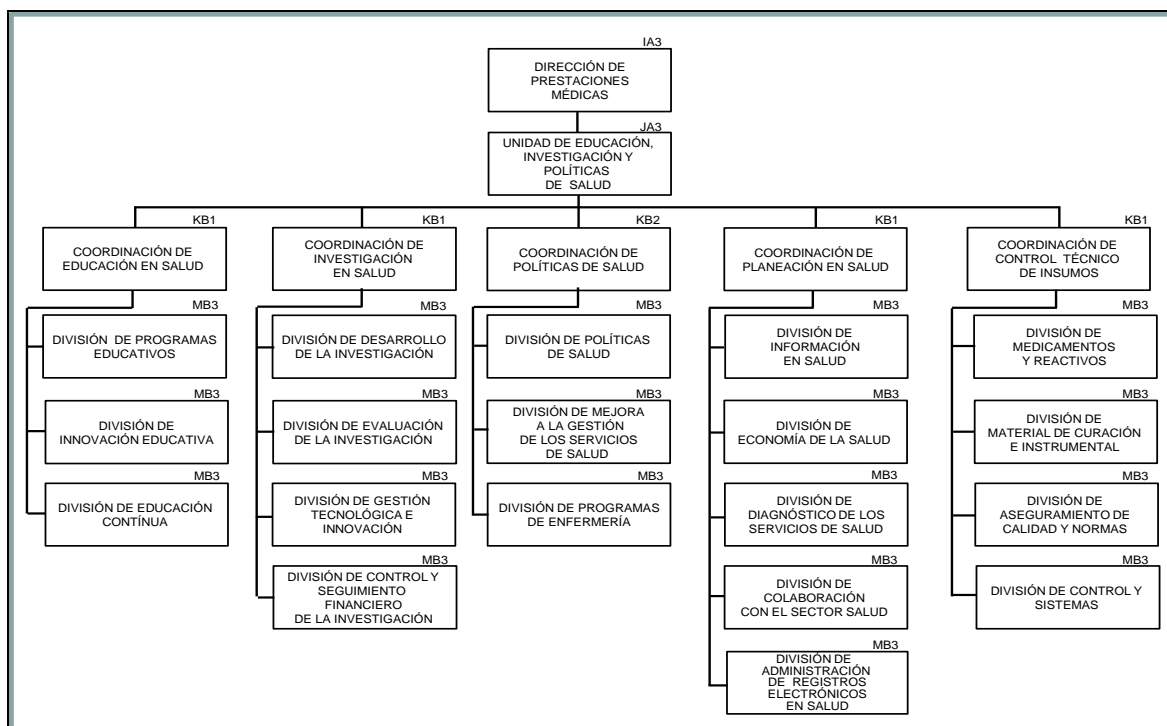 IA3
DIRECCIÓN DE
PRESTACIONES
MÉDICAS
JA3
UNIDAD DE EDUCACIÓN,
INVESTIGACIÓN Y
POLÍTICAS
DE SALUD
KB1
COORDINACIÓN DE
EDUCACIÓN EN SALUD
MB3
DIVISIÓN DE PROGRAMAS
EDUCATIVOS
MB3
DIVISIÓN DE
INNOVACIÓN EDUCATIVA
MB3
DIVISIÓN DE EDUCACIÓN
CONTÍNUA
KB1
COORDINACIÓN DE
INVESTIGACIÓN
EN SALUD
MB3
DIVISIÓN DE DESARROLLO
DE LA INVESTIGACIÓN
MB3
DIVISIÓN DE EVALUACIÓN
DE LA INVESTIGACIÓN
MB3
DIVISIÓN DE GESTIÓN
TECNOLÓGICA E
INNOVACIÓN
MB3
DIVISIÓN DE CONTROL Y
SEGUIMIENTO
FINANCIERO
DE LA INVESTIGACIÓN
KB2
COORDINACIÓN DE
POLÍTICAS DE SALUD
MB3
DIVISIÓN DE POLÍTICAS
DE SALUD
MB3
DIVISIÓN DE MEJORA
A LA GESTIÓN
DE LOS SERVICIOS
DE SALUD
MB3
DIVISIÓN DE PROGRAMAS
DE ENFERMERÍA
KB1
COORDINACIÓN DE
PLANEACIÓN EN SALUD
MB3
DIVISIÓN DE
INFORMACIÓN
EN SALUD
MB3
DIVISIÓN DE
ECONOMÍA DE LA SALUD
MB3
DIVISIÓN DE
DIAGNÓSTICO DE LOS
SERVICIOS DE SALUD
MB3
DIVISIÓN DE
COLABORACIÓN
CON EL SECTOR SALUD
MB3
DIVISIÓN DE
ADMINISTRACIÓN
DE REGISTROS
ELECTRÓNICOS
EN SALUD
KB1
COORDINACIÓN DE
CONTROL TÉCNICO
DE INSUMOS
MB3
DIVISIÓN DE
MEDICAMENTOS
Y REACTIVOS
MB3
DIVISIÓN DE
MATERIAL DE CURACIÓN
E INSTRUMENTAL
MB3
DIVISIÓN DE
ASEGURAMIENTO DE
CALIDAD Y NORMAS
MB3
DIVISIÓN DE CONTROL Y
SISTEMAS